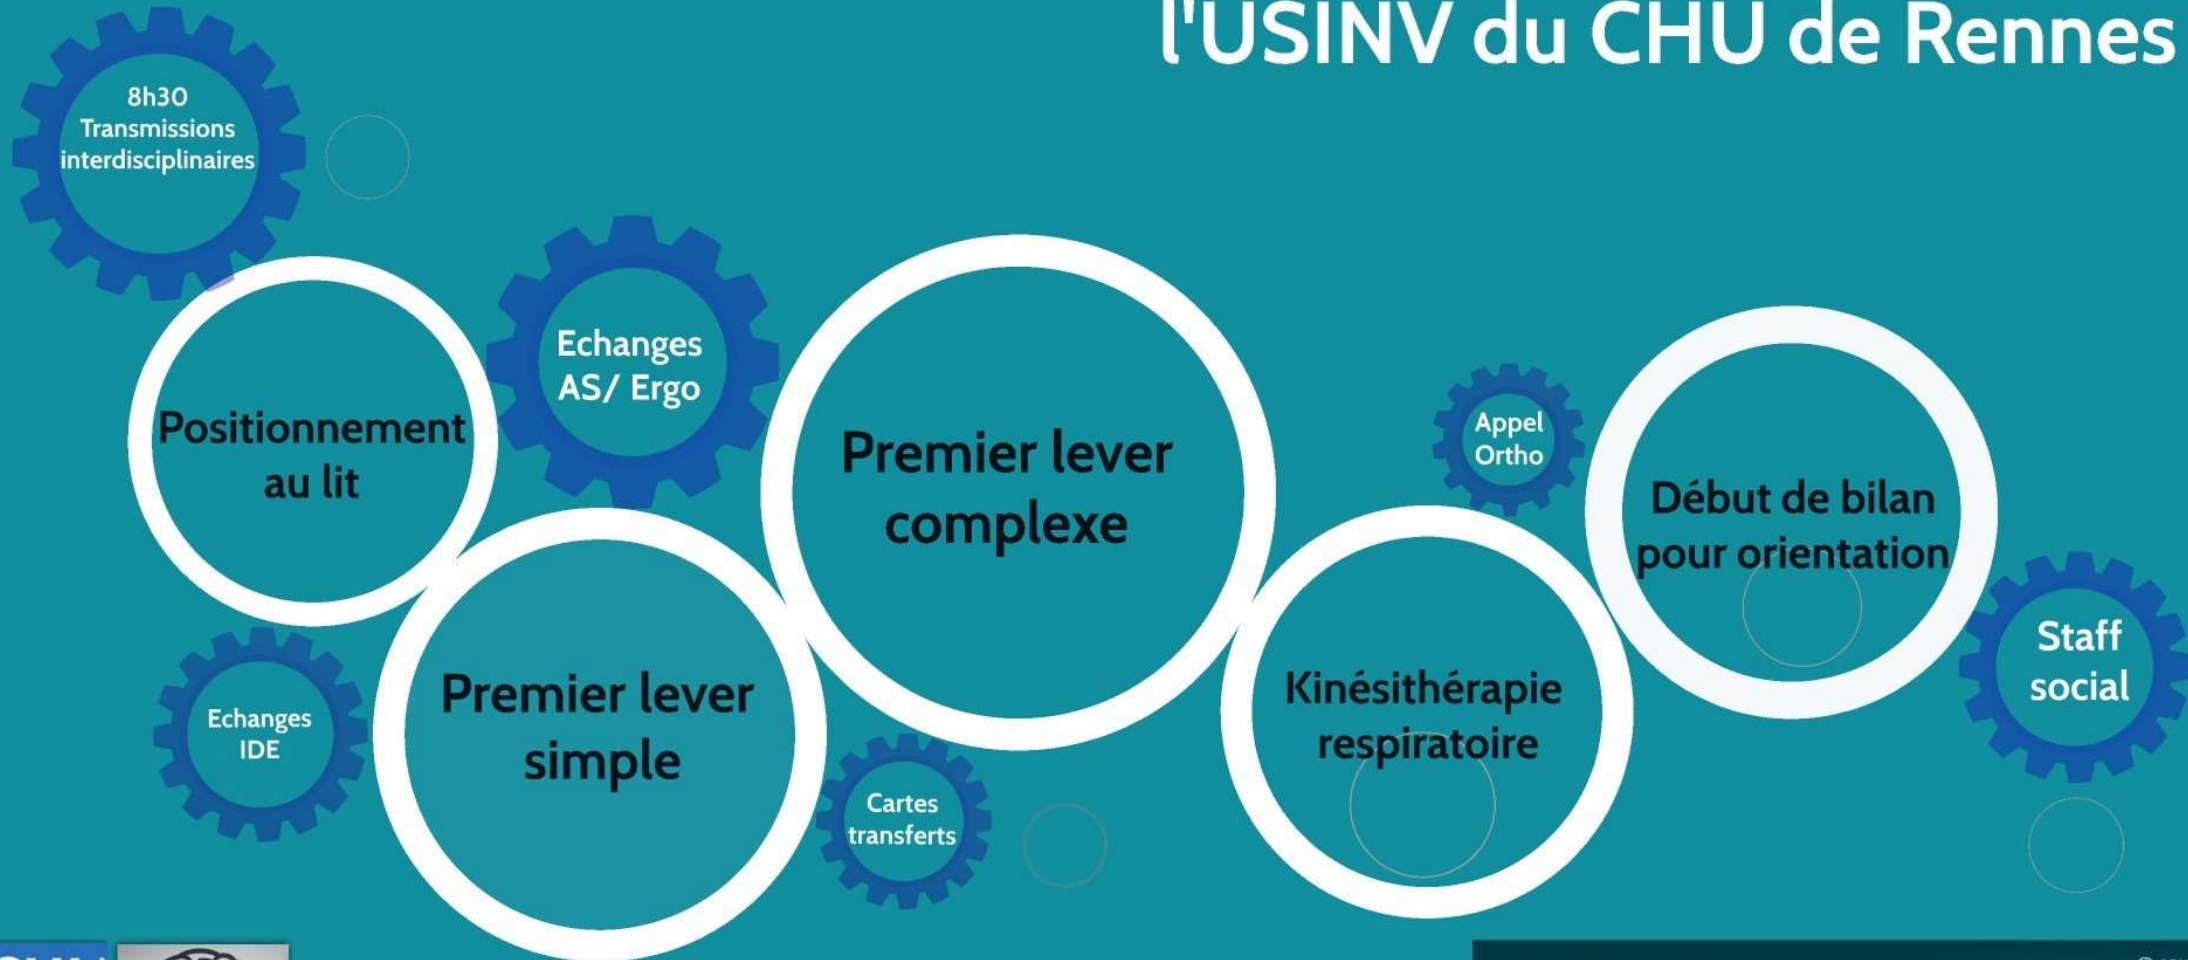 l'USINV du CHU de Rennes
8h30
Transmissions
interdisciplinaires
Positionnement
au lit
Echanges
AS/ Ergo
Echanges
IDE
Premier lever
simple
Premier lever
complexe
Cartes
transferts
Kinésithérapie
respiratoire
Appel
Ortho
Début de bilan
pour orientation
Staff
social